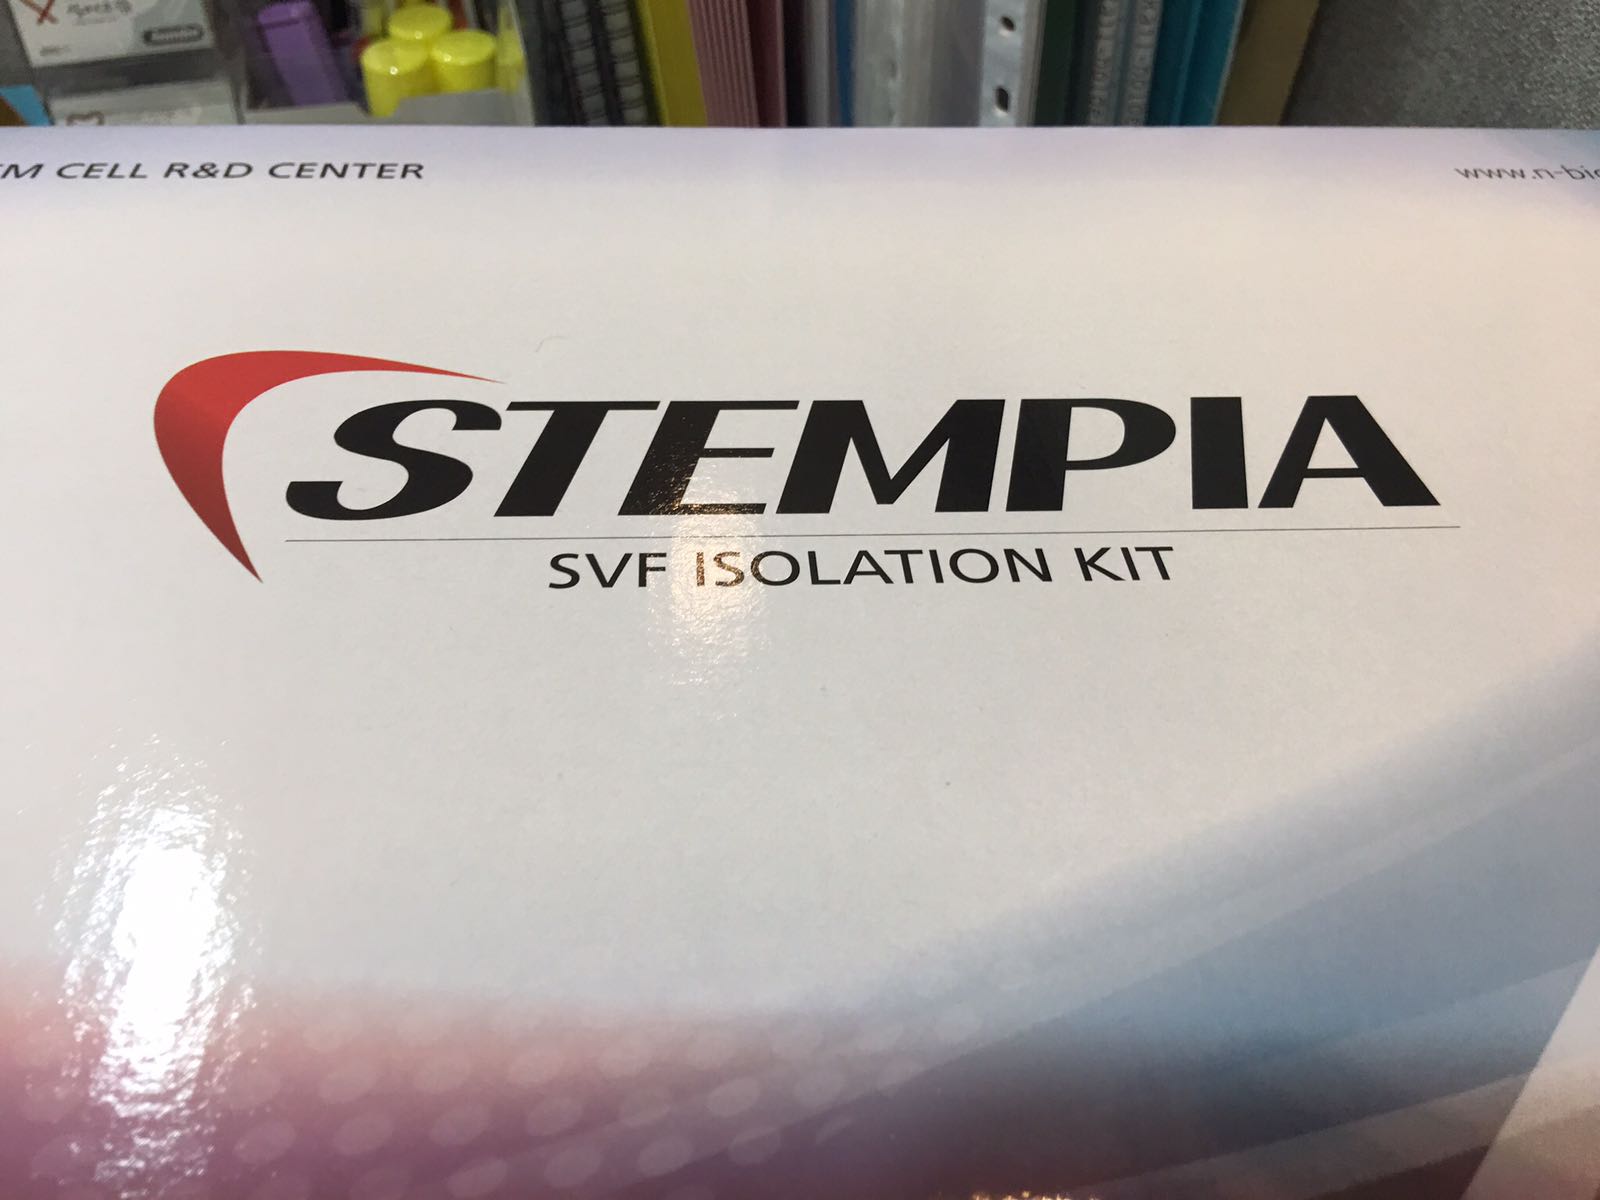 CELL R&D CENTER
STEMPIA
SVF ISOLATION KIT